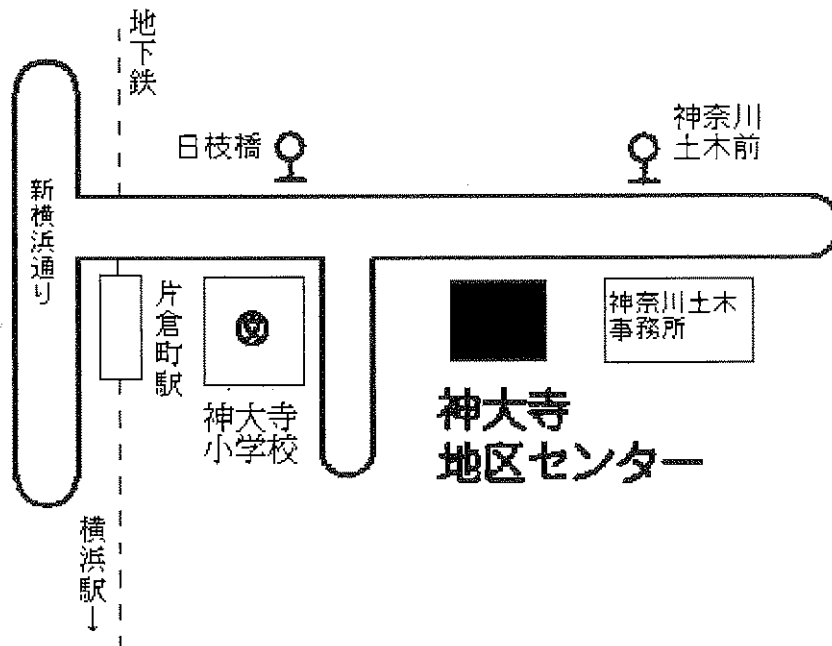 地下鉄
日枝橋
神奈川
土木前
新横浜通り
片倉町駅
文
神大寺
小学校
神奈川土木
事務所
神大寺
地区センター
横浜駅↓